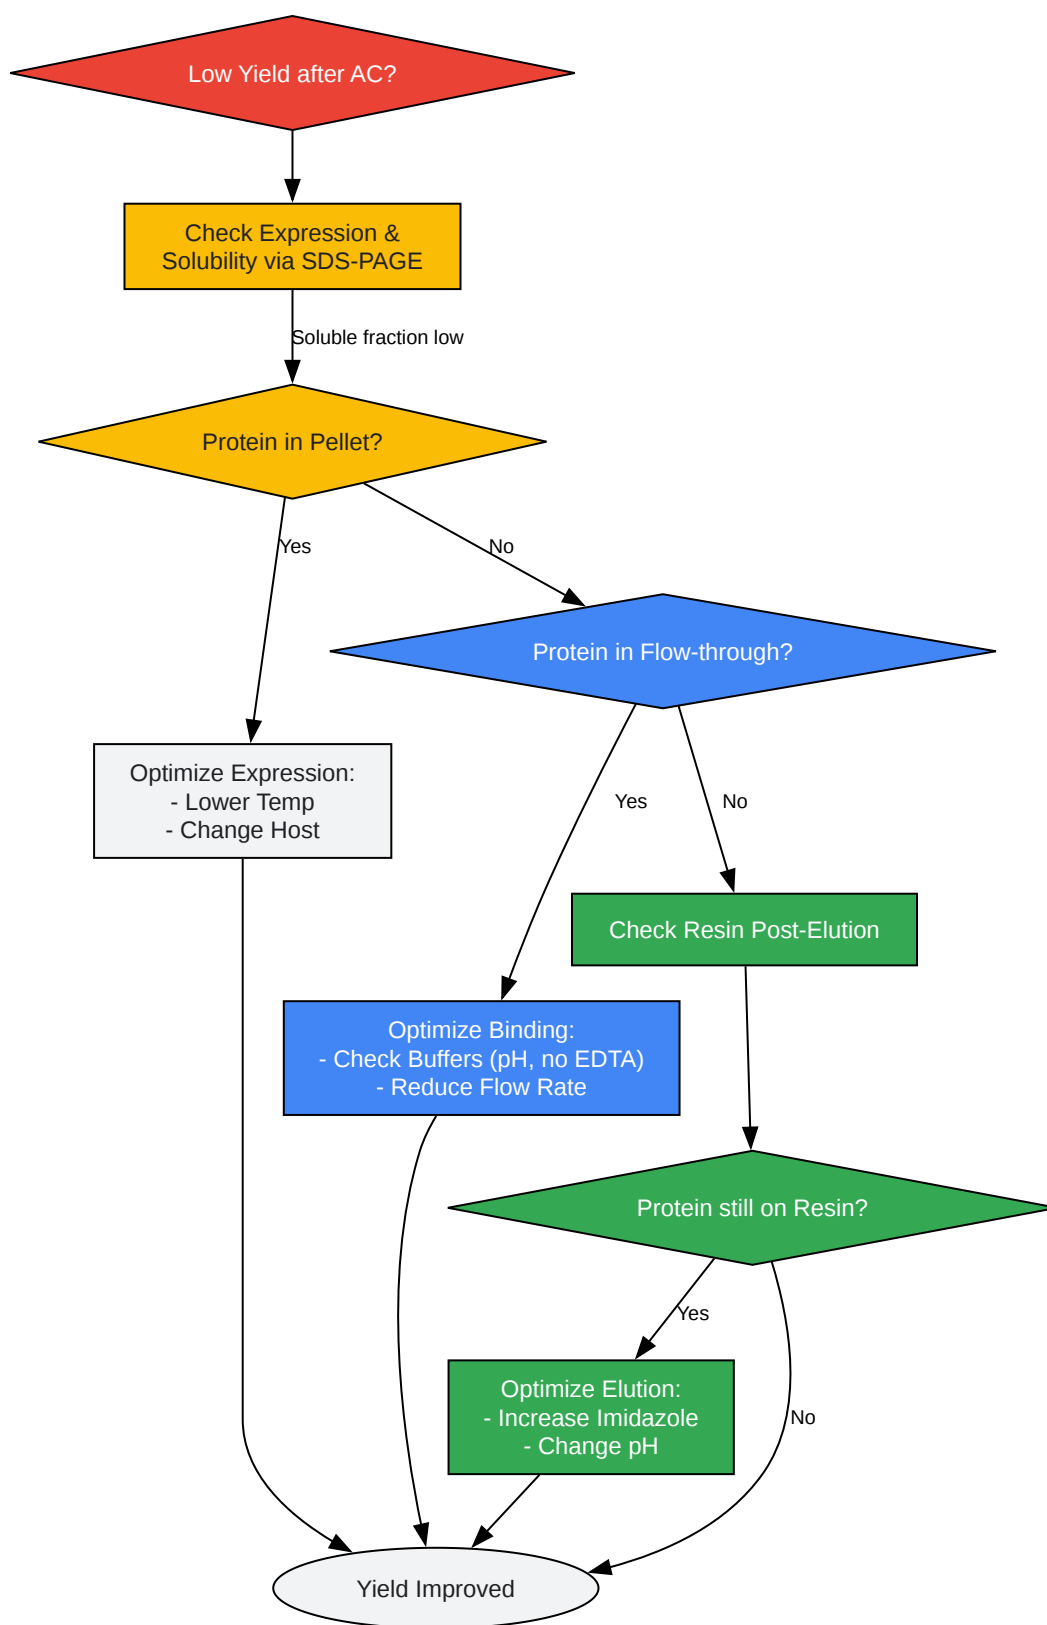 Low Yield after AC?
Check Expression &
Solubility via SDS-PAGE
Soluble fraction low
Protein in Pellet?
Yes
No
Protein in Flow-through?
Optimize Expression:
- Lower Temp
- Change Host
Yes
No
Check Resin Post-Elution
Optimize Binding:
- Check Buffers (pH, no EDTA)
- Reduce Flow Rate
Protein still on Resin?
Yes
Optimize Elution:
- Increase Imidazole
- Change pH
No
Yield Improved